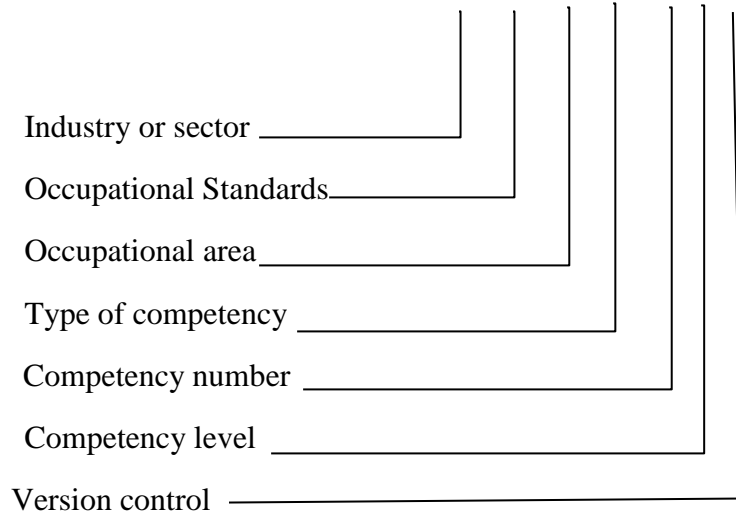 Industry or sector
Occupational Standards
Occupational area
Type of competency
Competency number
Competency level
Version control